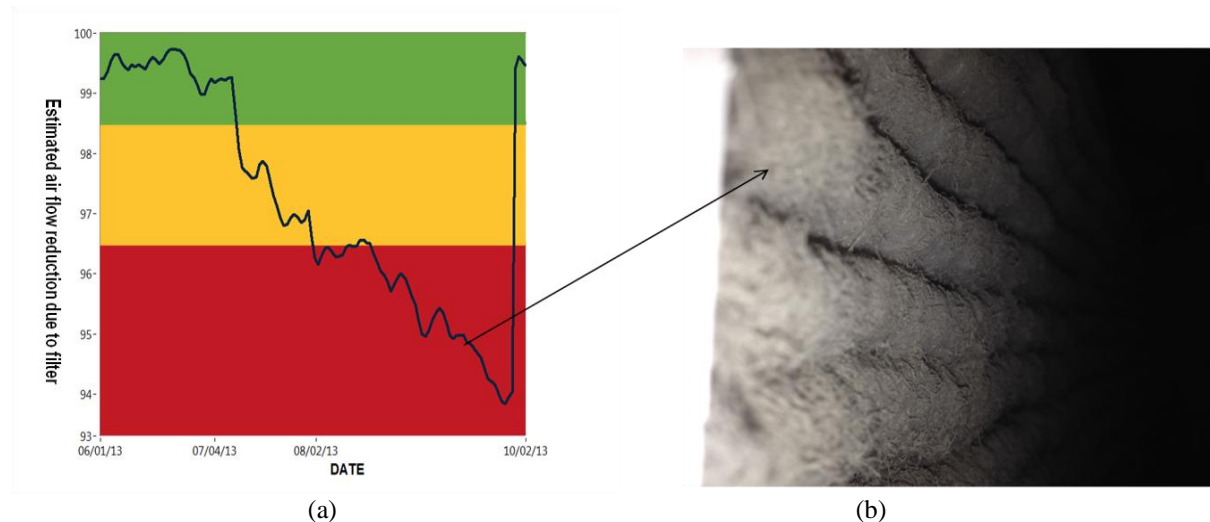 100-
99-
98-
97-
96-
95-
94-
93-
Estimated air flow reduction due to filter
06/01/13 07/04/13 08/02/13 10/02/13
DATE
(a) (b)